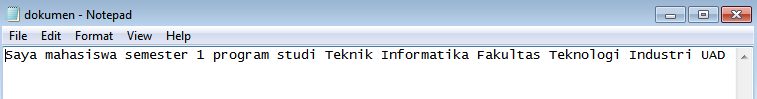 dokumen - Notepad
File Edit Format View Help
Saya mahasiswa semester 1 program studi Teknik Informatika Fakultas Teknologi Industri UAD